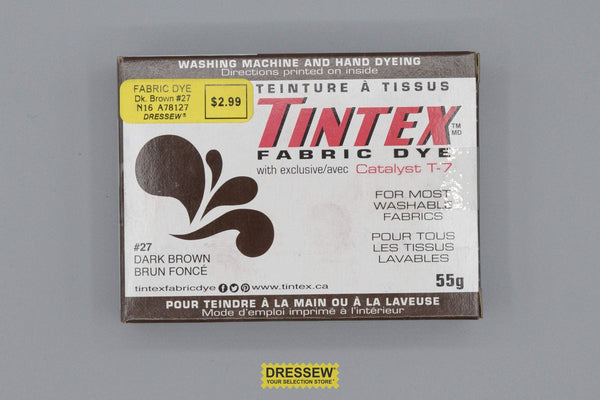 WASHING MACHINE AND HAND DYEING
Directions printed on inside
FABRIC DYE
Dk. Brown #27
N16 A78127
DRESSEW®
$2.99
TEINTURE À TISSUS
TINTEX TM MD
FABRIC DYE
with exclusive/avec Catalyst T-7
FOR MOST
WASHABLE
FABRICS
POUR TOUS
LES TISSUS
LAVABLES
#27
DARK BROWN
BRUN FONCÉ
tintexfabricdye www.tintex.ca
55g
POUR TEINDRE À LA MAIN OU À LA LAVEUSE
Mode d'emploi imprimé à l'intérieur
DRESSEW
YOUR SELECTION STORE